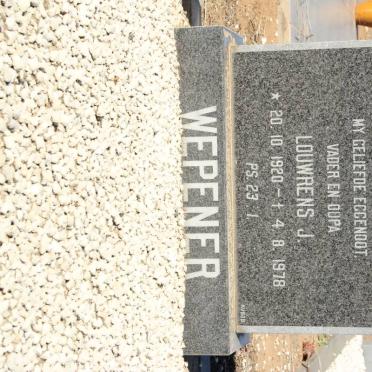 MY GELIEFDE EGGENOOT
VADER EN OUPA
LOUWRENS J.
★ 20. 10. 1920 – † 4. 8. 1978
PS. 23 : 1.
WEPENER